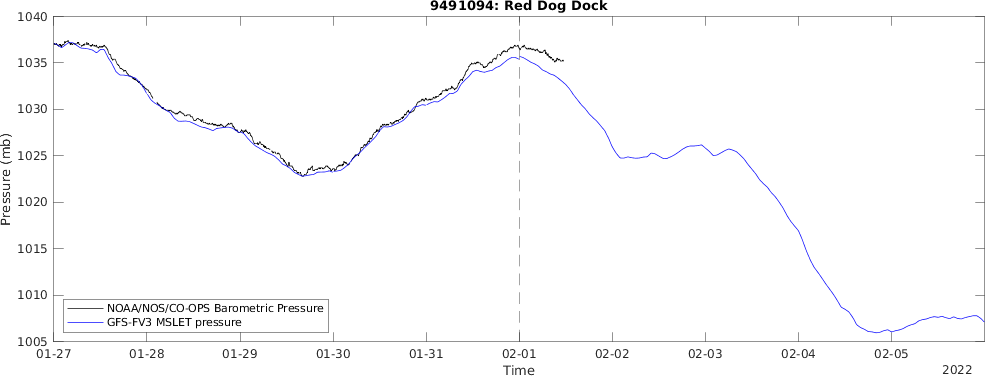 9491094: Red Dog Dock
1040
1035
1030
1025
1020
1015
1010
1005
Pressure (mb)
NOAA/NOS/CO-OPS Barometric Pressure
GFS-FV3 MSLET pressure
01-27 01-28 01-29 01-30 01-31 02-01 02-02 02-03 02-04 02-05
Time
2022